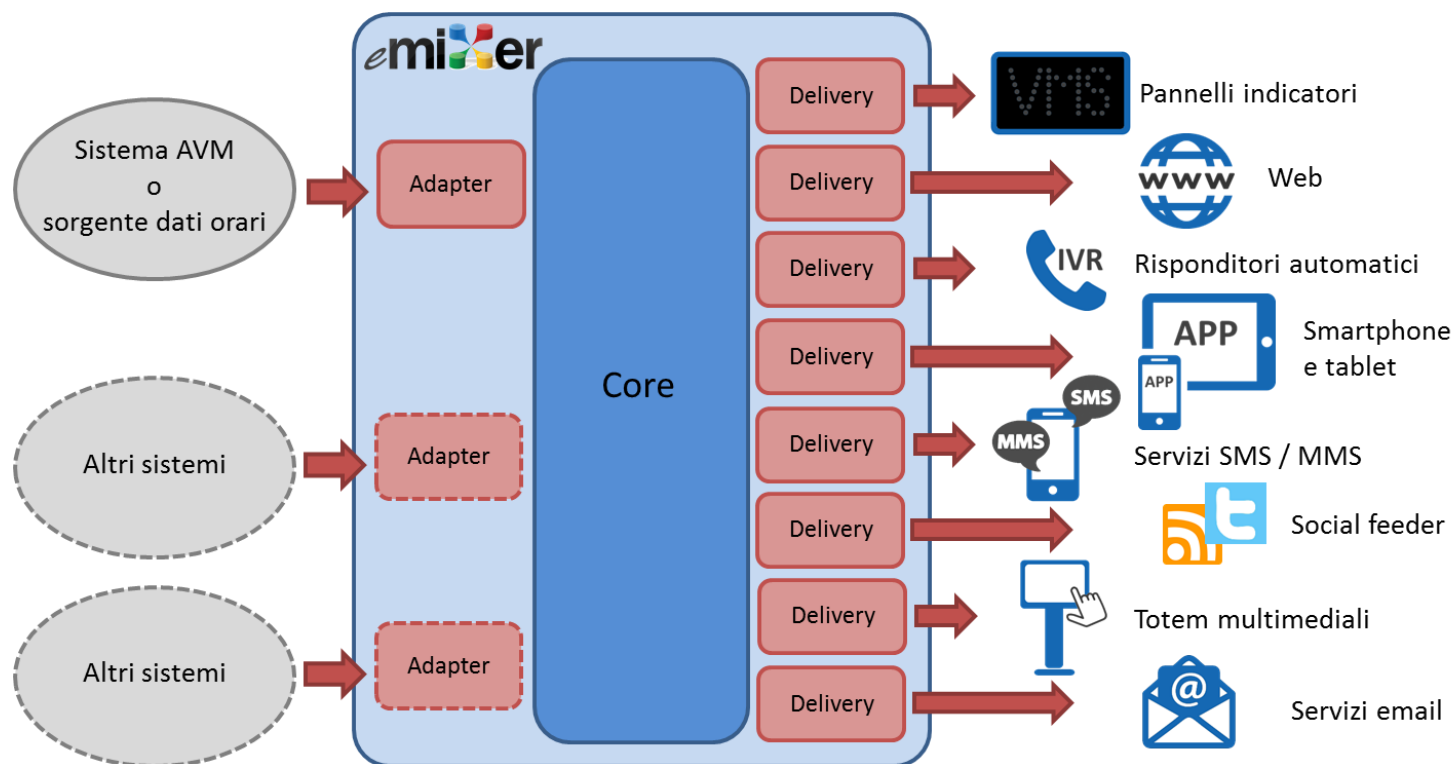 emixer
Sistema AVM
o
sorgente dati orari
Adapter
Altri sistemi
Adapter
Altri sistemi
Adapter
Core
Delivery
VMS
Pannelli indicatori
Delivery
www
Web
Delivery
IVR
Risponditori automatici
Delivery
APP
APP
Smartphone
e tablet
Delivery
SMS
MMS
Servizi SMS / MMS
Delivery
t
Social feeder
Delivery
Totem multimediali
Delivery
@
Servizi email